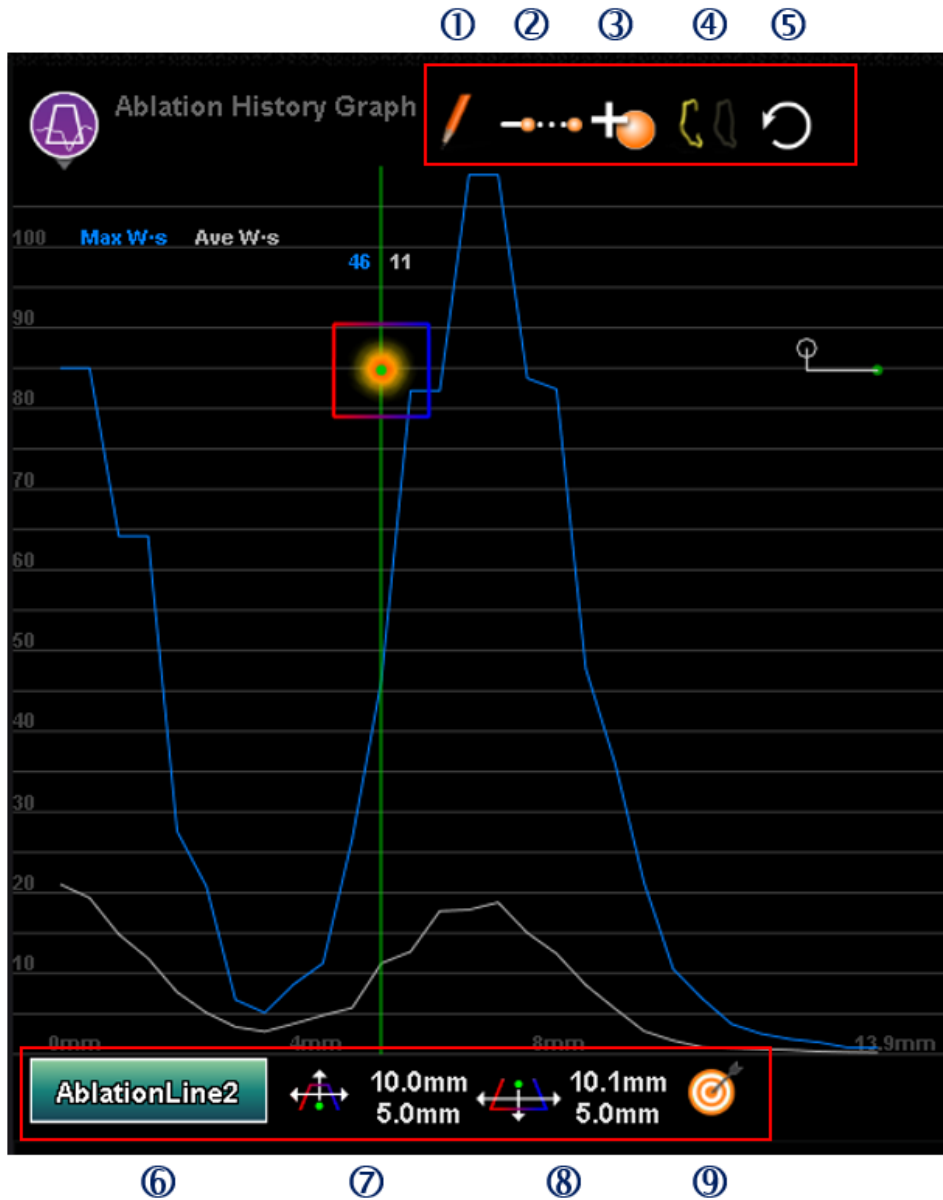 ① ② ③ ④ ⑤
Ablation History Graph
100 Max W·s Ave W·s
46 11
90
80
70
60
50
40
30
20
10
0mm 4mm 8mm 13.9mm
AblationLine2 10.0mm 10.1mm
5.0mm 5.0mm
⑥ ⑦ ⑧ ⑨